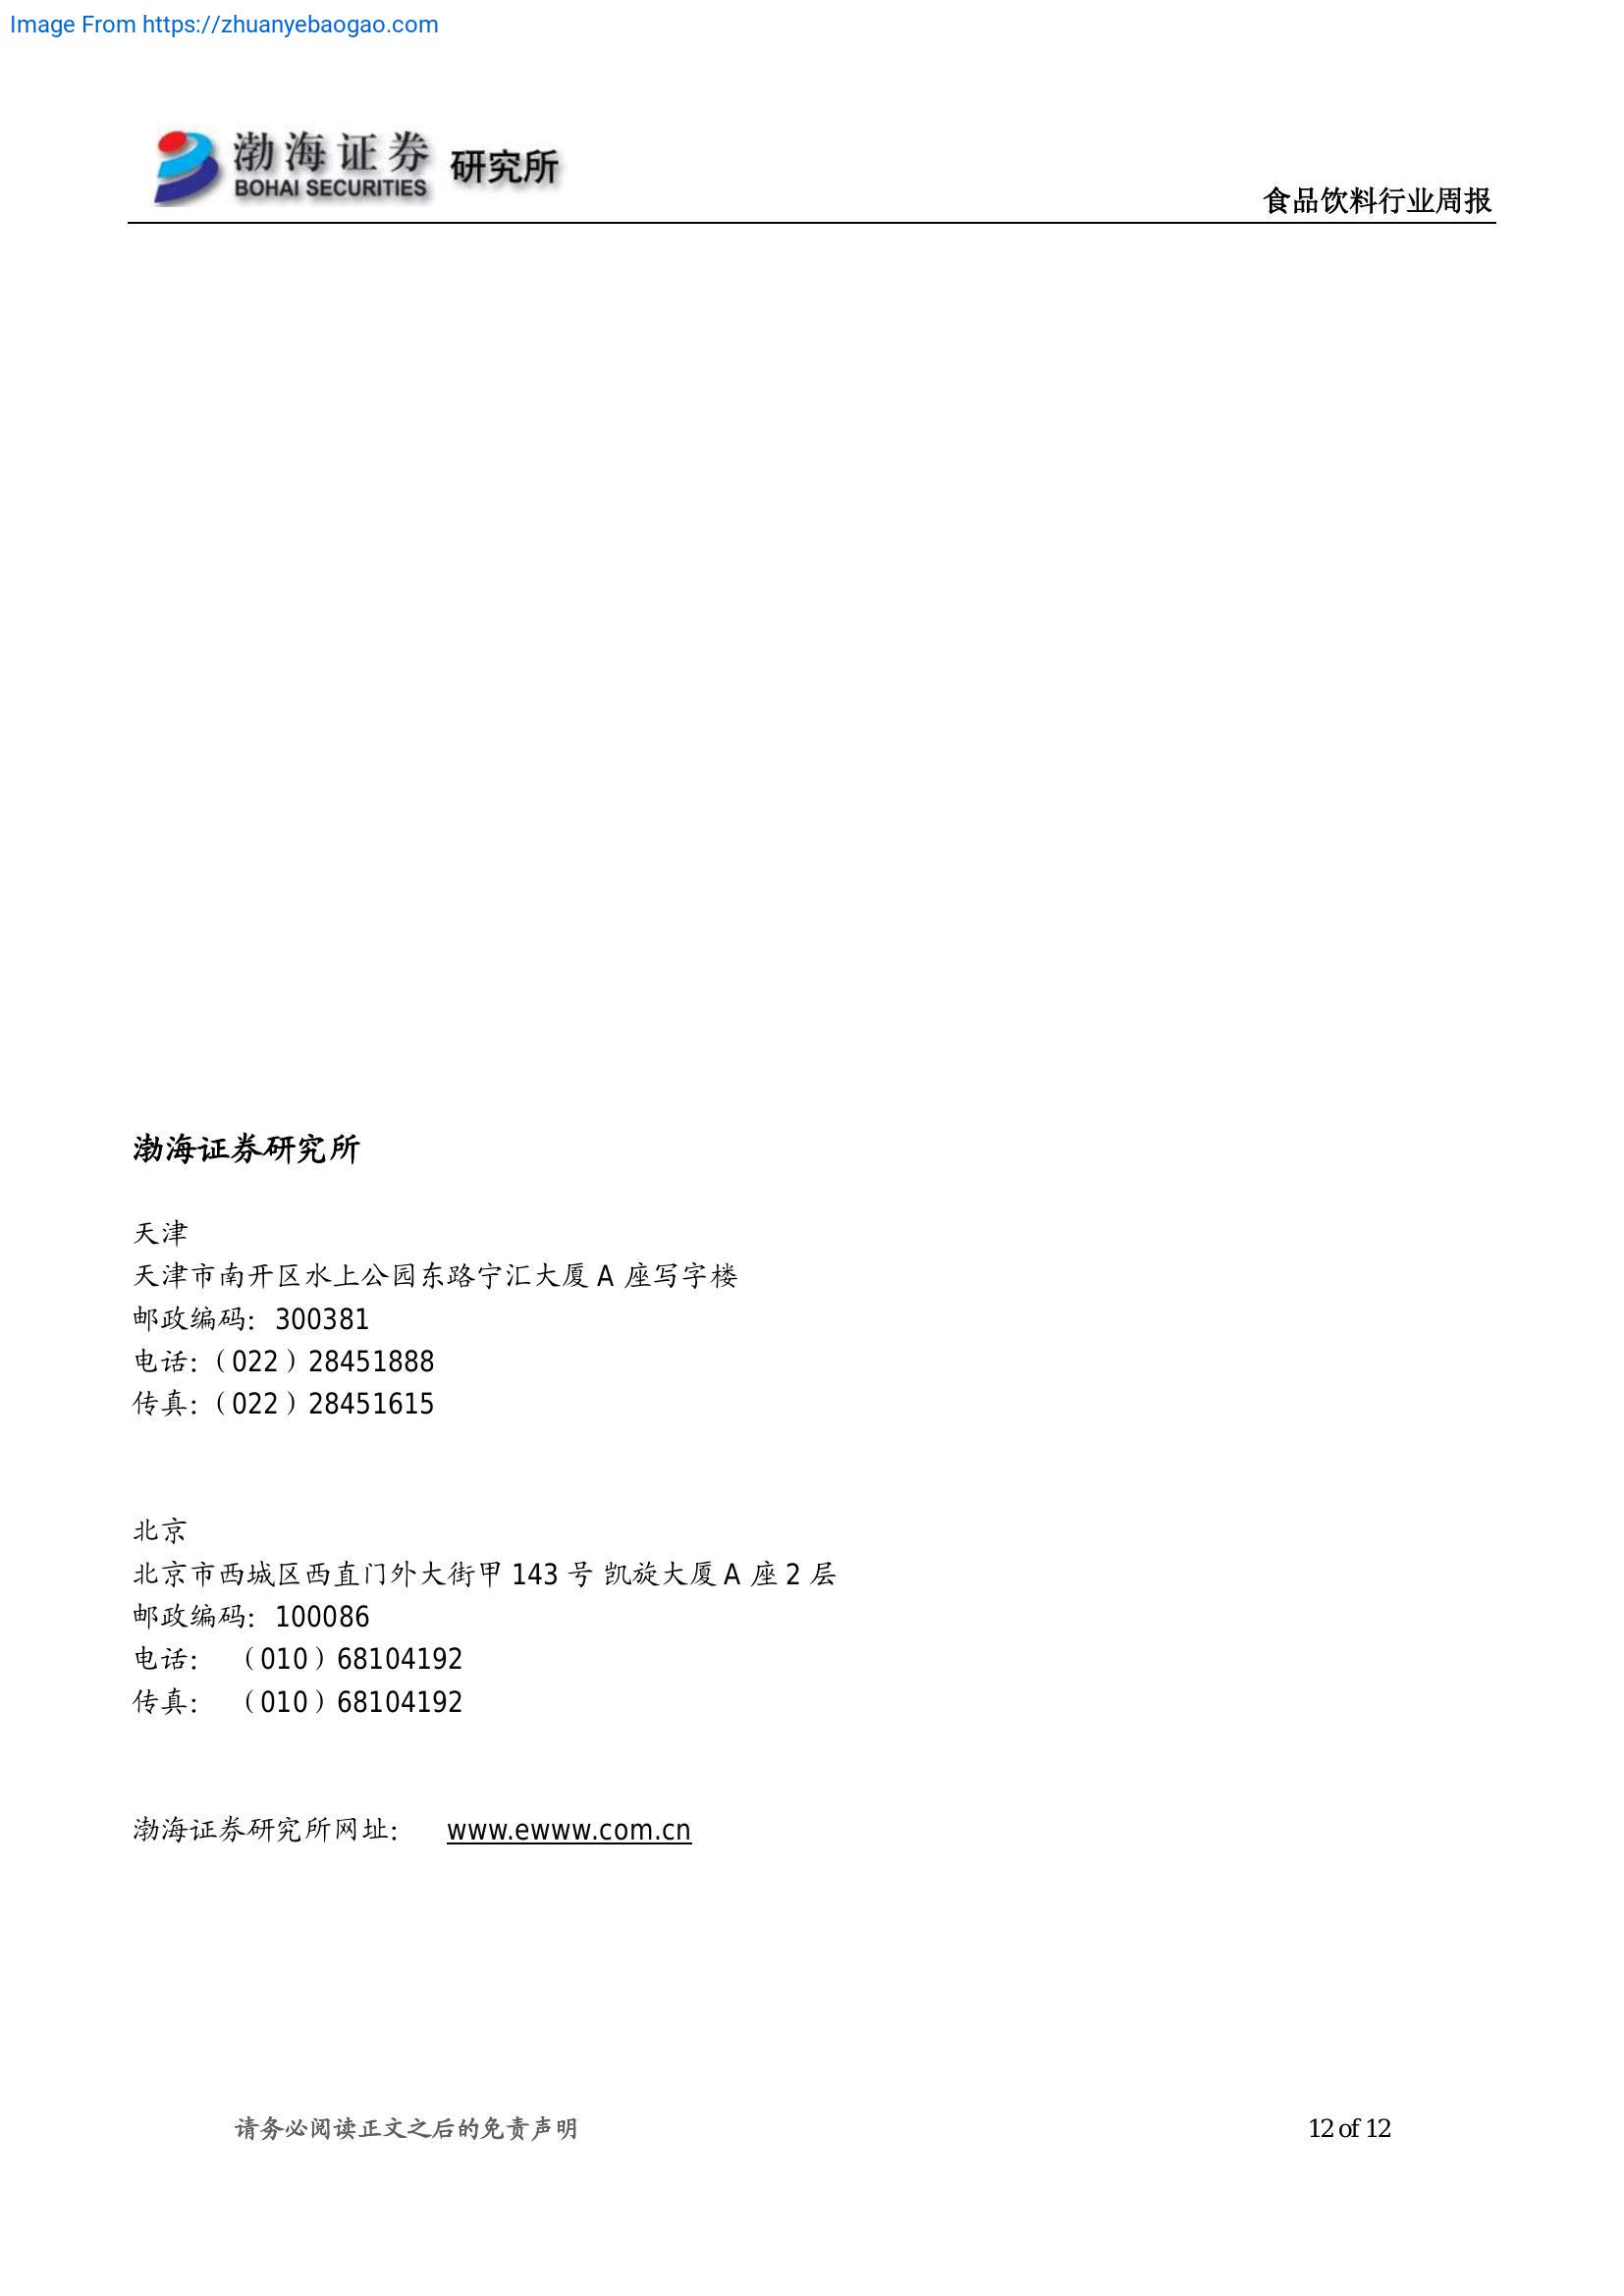 Image From https://zhuanyebaogao.com
渤海证券 研究所
BOHAI SECURITIES
食品饮料行业周报
渤海证券研究所
天津
天津市南开区水上公园东路宁汇大厦 A 座写字楼
邮政编码：300381
电话：（022）28451888
传真：（022）28451615
北京
北京市西城区西直门外大街甲 143 号 凯旋大厦 A 座 2 层
邮政编码：100086
电话： （010）68104192
传真： （010）68104192
渤海证券研究所网址： www.ewww.com.cn
请务必阅读正文之后的免责声明 12 of 12